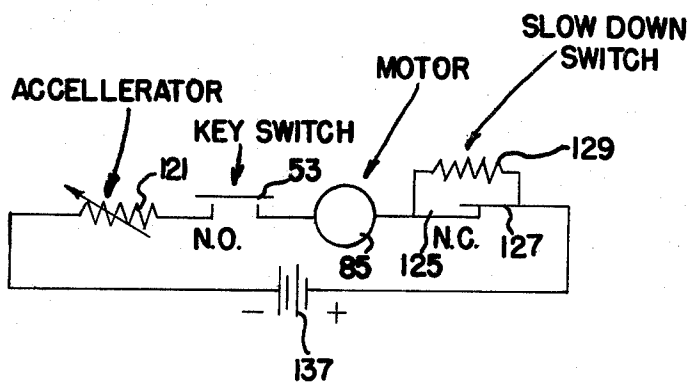 SLOW DOWN
SWITCH
MOTOR
ACCELLERATOR
KEY SWITCH
129
121
53
N.O.
85
125
N.C.
127
− +
137